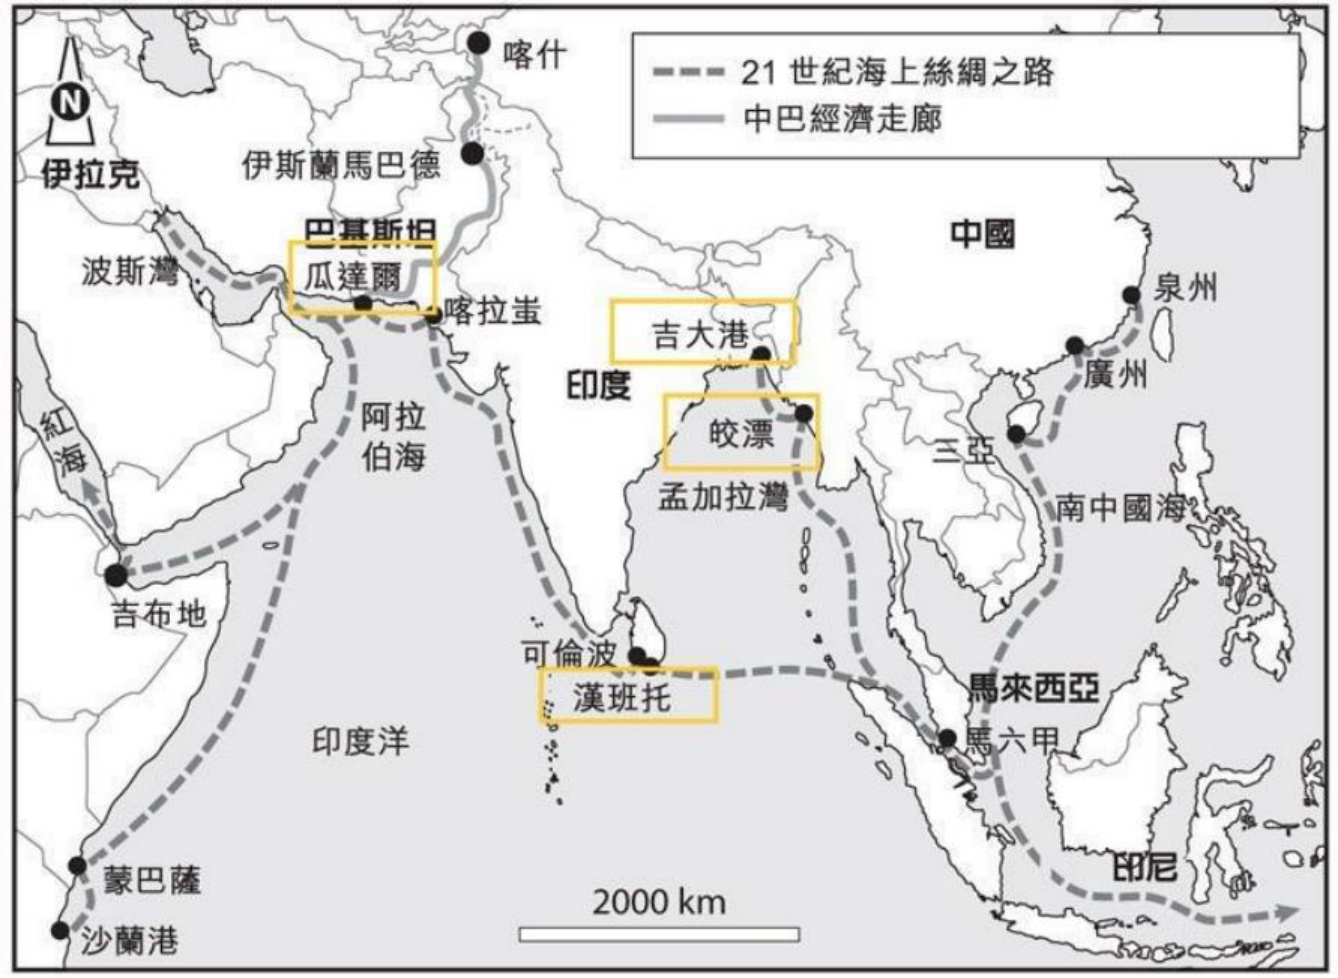 喀什
21 世紀海上絲綢之路
中巴經濟走廊
N
伊拉克
伊斯蘭馬巴德
巴基斯坦
中國
波斯灣
瓜達爾
泉州
喀拉蚩
吉大港
廣州
印度
紅海
阿拉
伯海
皎漂
三亞
孟加拉灣
南中國海
吉布地
可倫波
漢班托
馬來西亞
印度洋
馬六甲
蒙巴薩
印尼
2000 km
沙蘭港